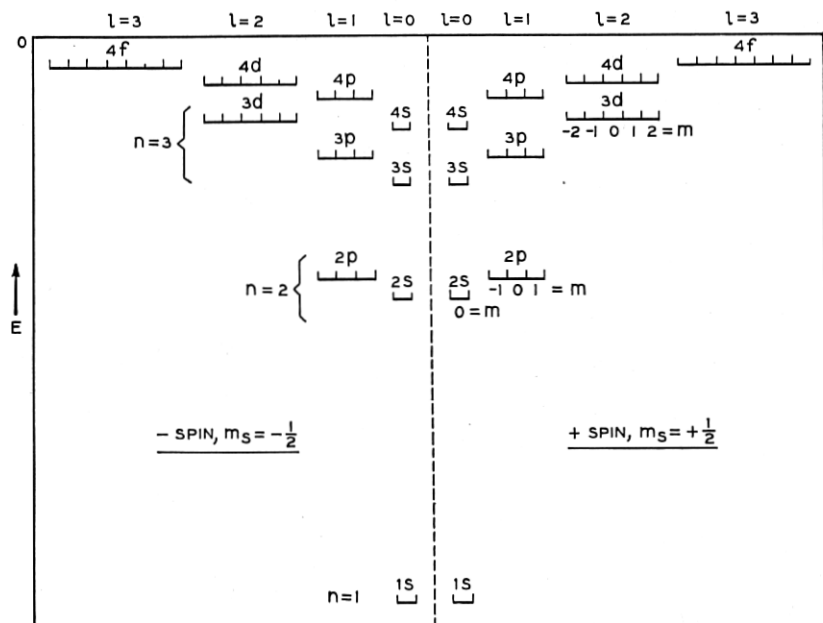 l=3 l=2 l=1 l=0 l=0 l=1 l=2 l=3
0
4f 4f
4d 4p 4p 4d
3d 4s 4s 3d
-2 -1 0 1 2 = m
n=3 3p 3p
3s 3s
2p 2p
n=2 2s 2s -1 0 1 = m
0=m
E
– SPIN, ms = -1/2 + SPIN, ms = +1/2
1s 1s
n=1